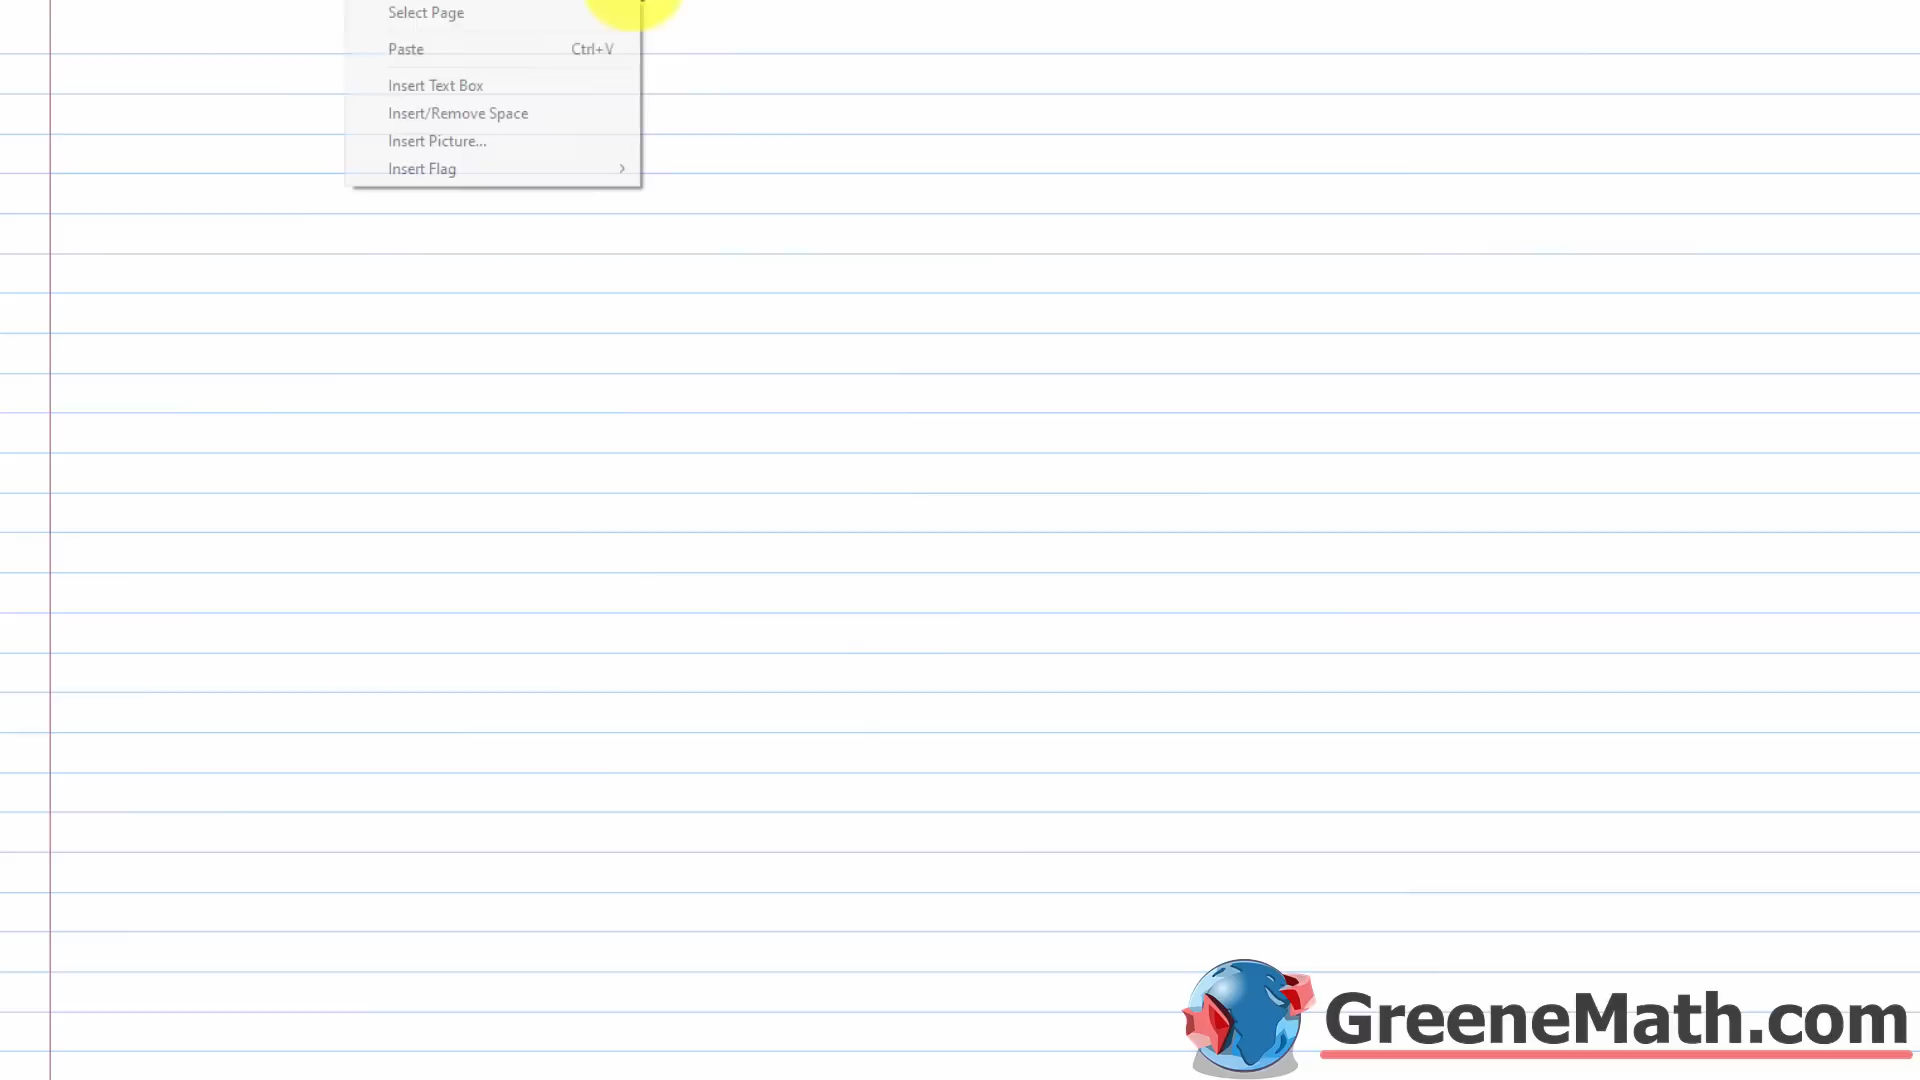 Select Page
Paste Ctrl+V
Insert Text Box
Insert/Remove Space
Insert Picture...
Insert Flag
GreeneMath.com